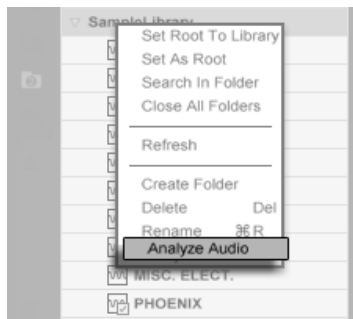 SampleLibrary
Set Root To Library
Set As Root
Search In Folder
Close All Folders
Refresh
Create Folder
Delete Del
Rename ⌘R
Analyze Audio
MISC. ELECT.
PHOENIX